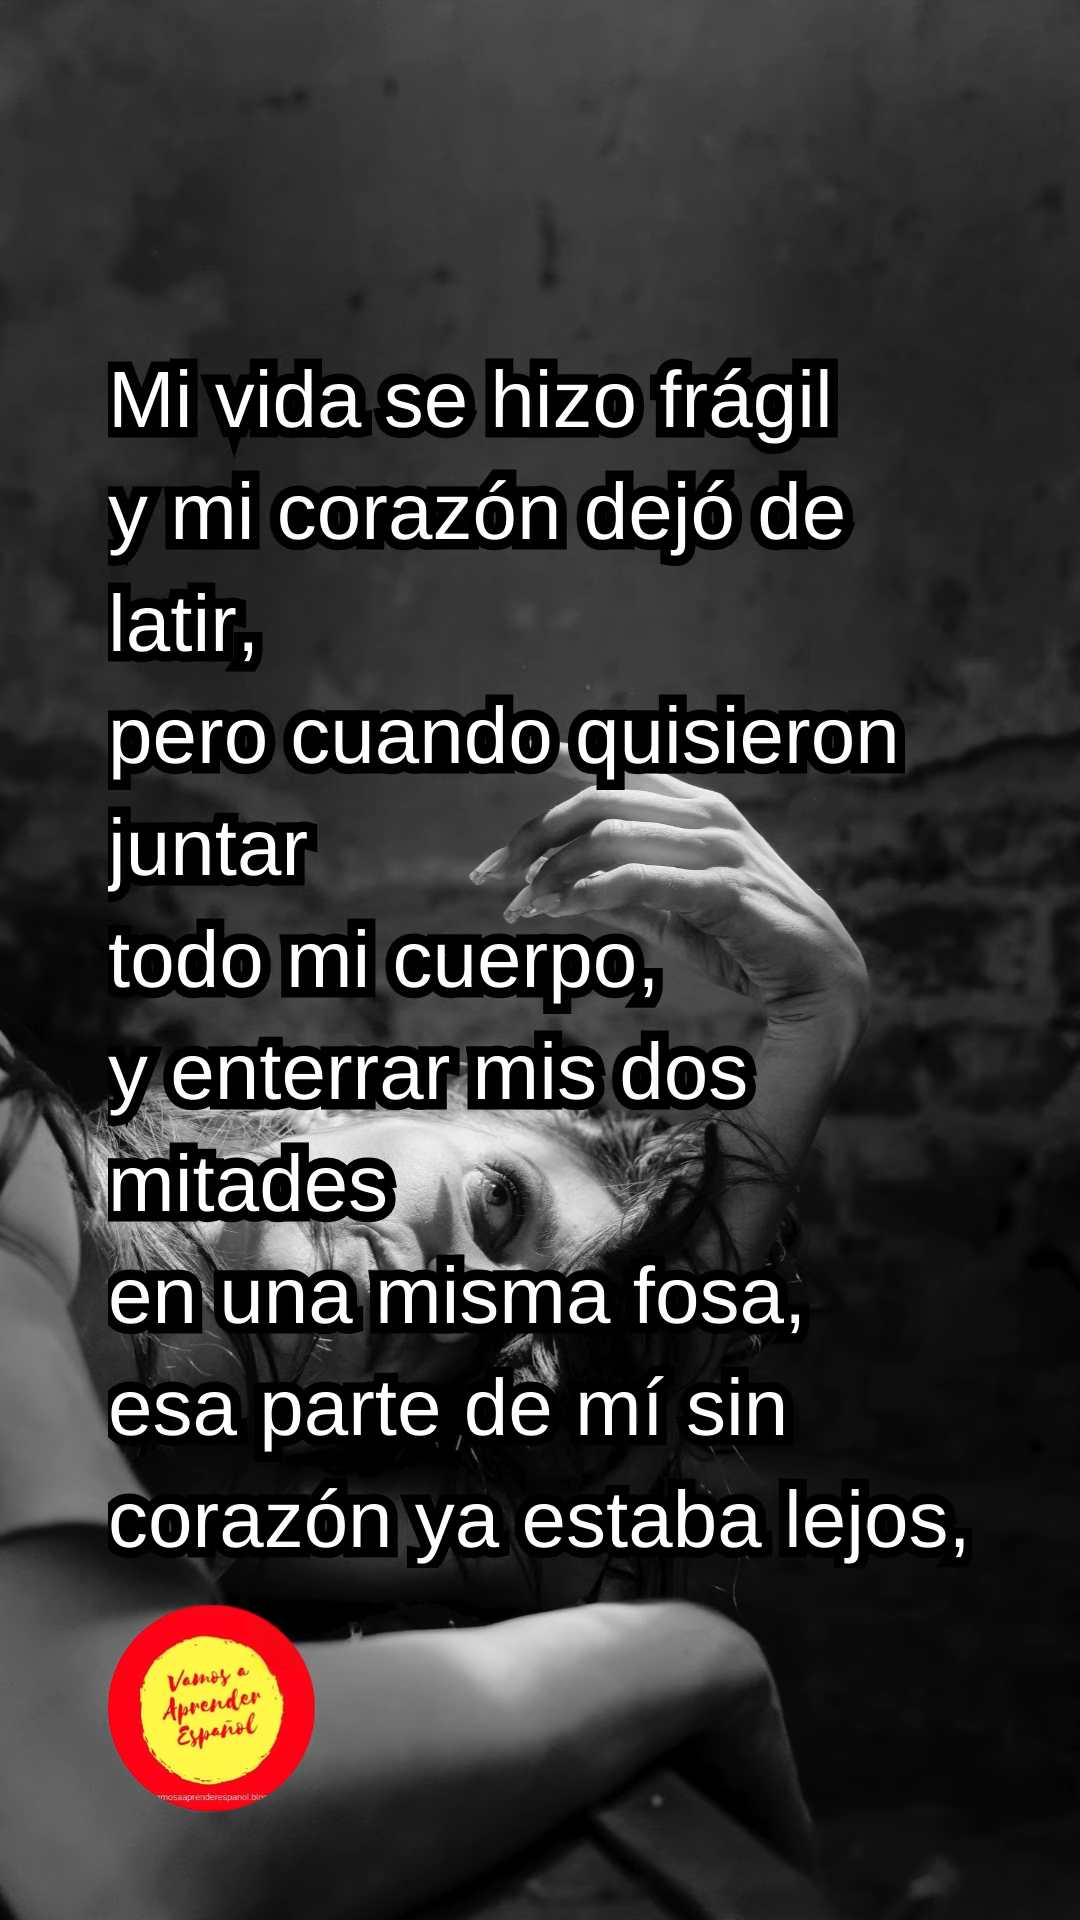 Mi vida se hizo frágil
y mi corazón dejó de
latir,
pero cuando quisieron
juntar
todo mi cuerpo,
y enterrar mis dos
mitades
en una misma fosa,
esa parte de mí sin
corazón ya estaba lejos,
Vamos a
Aprender
Español